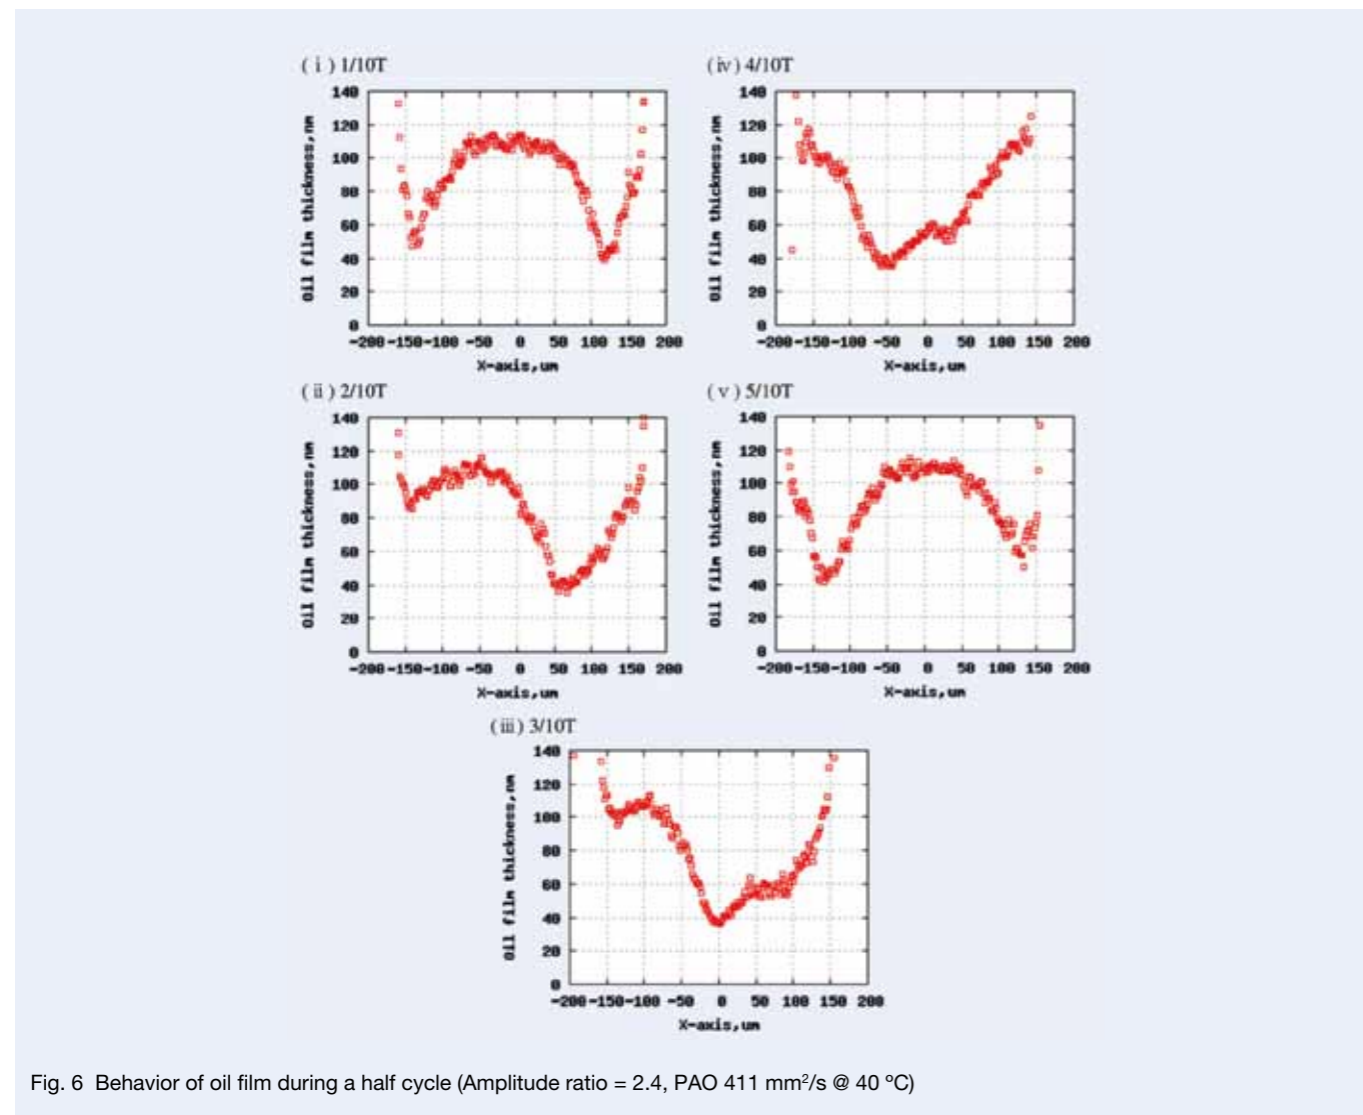 ( i ) 1/10T
140
120
100
80
60
40
20
0
Oil film thickness,nm
-200 -150 -100 -50 0 50 100 150 200
X-axis,um
(iv) 4/10T
140
120
100
80
60
40
20
0
Oil film thickness,nm
-200 -150 -100 -50 0 50 100 150 200
X-axis,um
( ii ) 2/10T
140
120
100
80
60
40
20
0
Oil film thickness,nm
-200 -150 -100 -50 0 50 100 150 200
X-axis,um
( v ) 5/10T
140
120
100
80
60
40
20
0
Oil film thickness,nm
-200 -150 -100 -50 0 50 100 150 200
X-axis,um
( iii ) 3/10T
140
120
100
80
60
40
20
0
Oil film thickness,nm
-200 -150 -100 -50 0 50 100 150 200
X-axis,um
Fig. 6 Behavior of oil film during a half cycle (Amplitude ratio = 2.4, PAO 411 mm²/s @ 40 ºC)